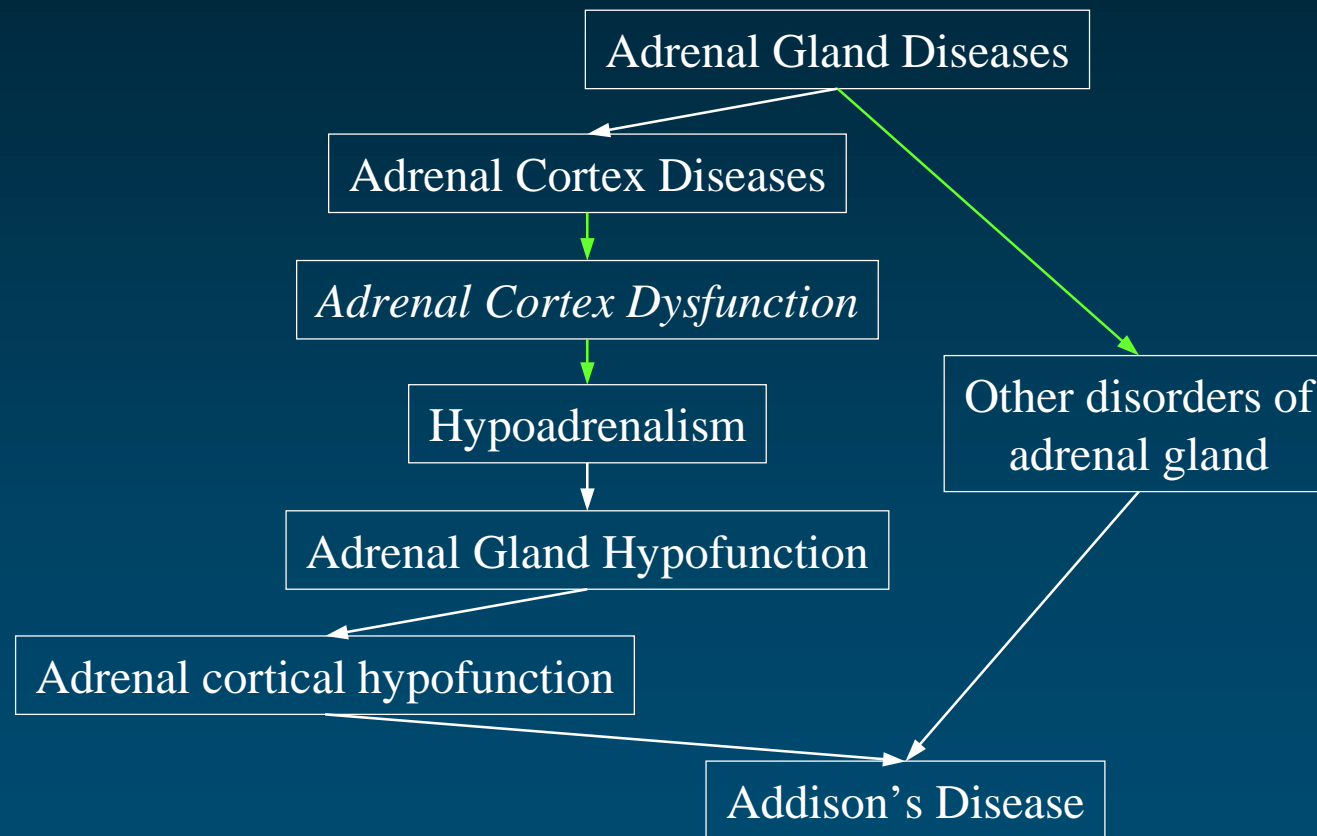 Adrenal Gland Diseases
Adrenal Cortex Diseases
Adrenal Cortex Dysfunction
Hypoadrenalism
Other disorders of
adrenal gland
Adrenal Gland Hypofunction
Adrenal cortical hypofunction
Addison’s Disease